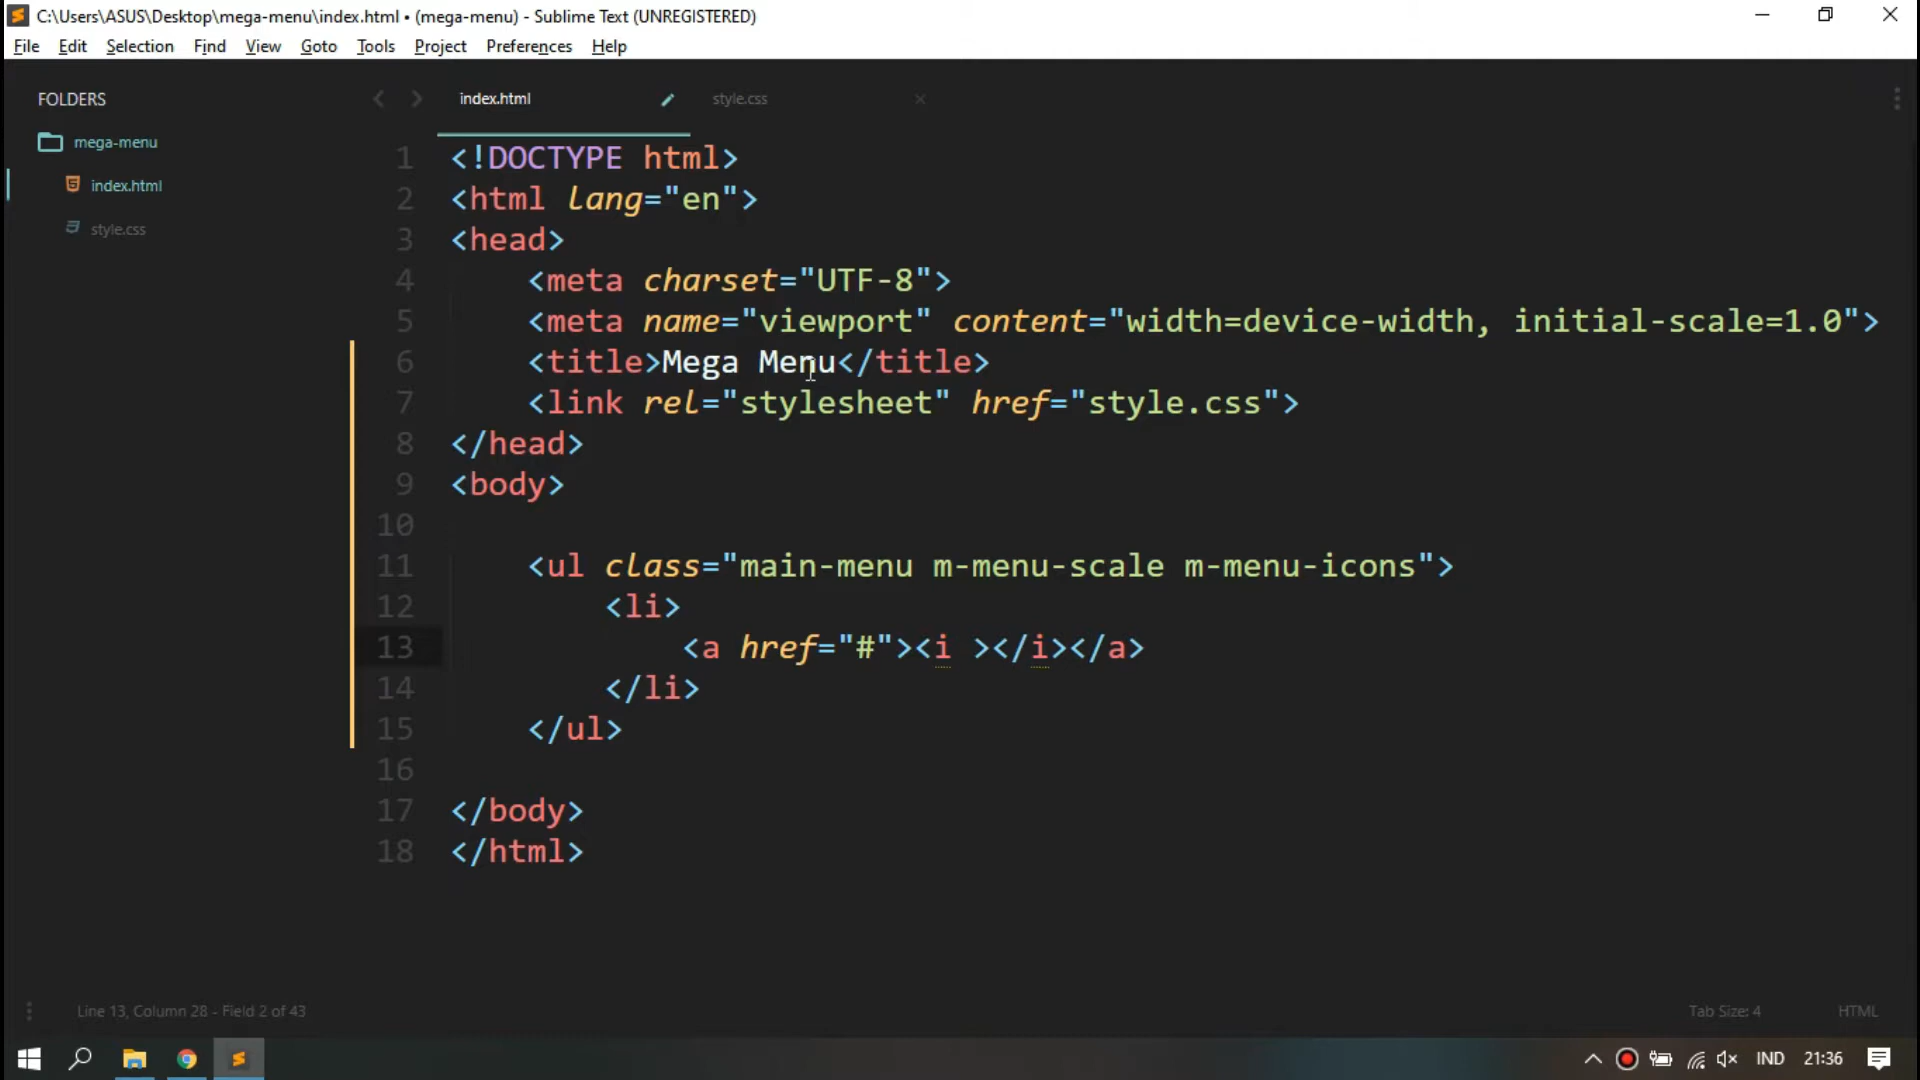 C:\Users\ASUS\Desktop\mega-menu\index.html • (mega-menu) - Sublime Text (UNREGISTERED)
File Edit Selection Find View Goto Tools Project Preferences Help
FOLDERS
mega-menu
index.html
style.css
index.html style.css
1 <!DOCTYPE html>
2 <html lang="en">
3 <head>
4     <meta charset="UTF-8">
5     <meta name="viewport" content="width=device-width, initial-scale=1.0">
6     <title>Mega Menu</title>
7     <link rel="stylesheet" href="style.css">
8 </head>
9 <body>
10
11     <ul class="main-menu m-menu-scale m-menu-icons">
12         <li>
13             <a href="#"><i ></i></a>
14         </li>
15     </ul>
16
17 </body>
18 </html>
Line 13, Column 28 - Field 2 of 43 Tab Size: 4 HTML
IND 21:36